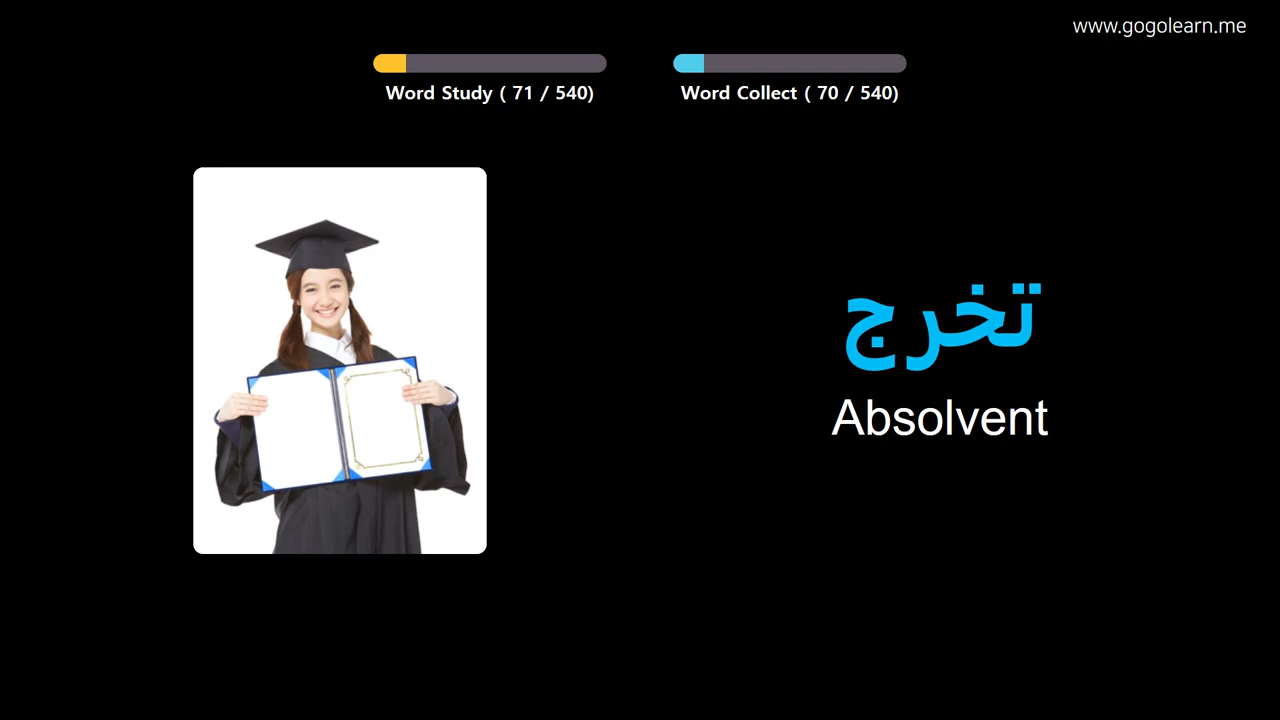 www.gogolearn.me
Word Study ( 71 / 540)
Word Collect ( 70 / 540)
تخرج
Absolvent